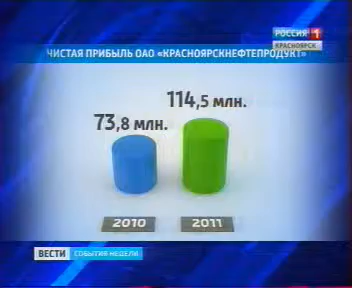 РОССИЯ 1
КРАСНОЯРСК
ЧИСТАЯ ПРИБЫЛЬ ОАО «КРАСНОЯРСКНЕФТЕПРОДУКТ»
114,5 МЛН.
73,8 МЛН.
2010 2011
ВЕСТИ СОБЫТИЯ НЕДЕЛИ